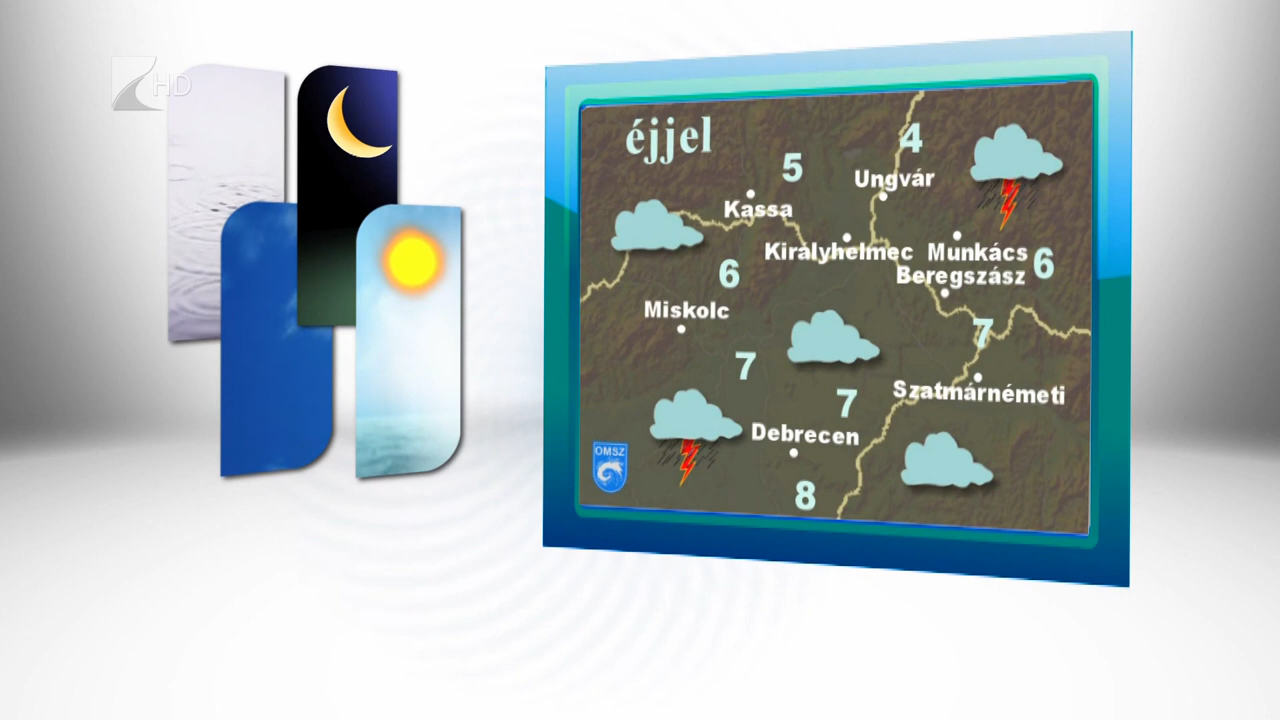 HD
éjjel
4
5
Ungvár
Kassa
Királyhelmec
Munkács
6
Beregszász
6
Miskolc
7
7
Szatmárnémeti
7
Debrecen
OMSZ
8